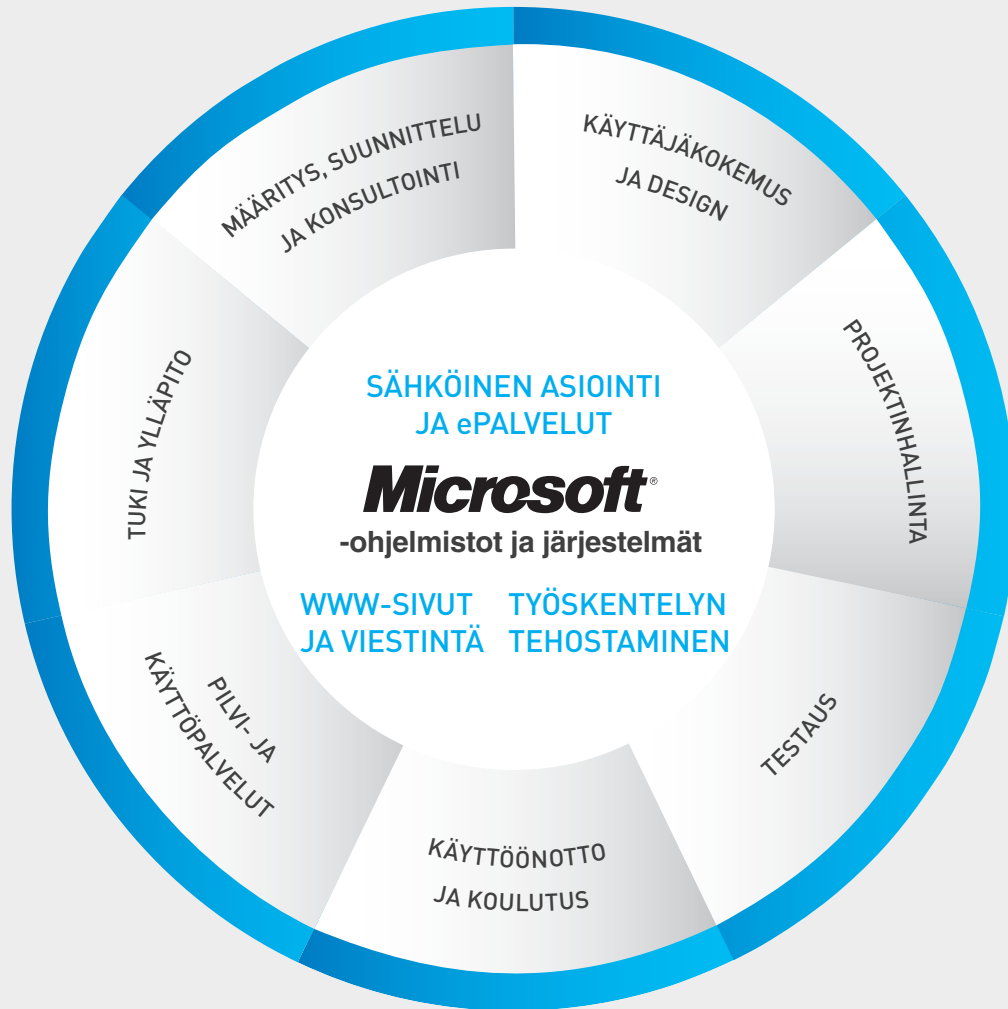 MÄÄRITYS, SUUNNITTELU
JA KONSULTOINTI
KÄYTTÄJÄKOKEMUS
JA DESIGN
PROJEKTINHALLINTA
TESTAUS
KÄYTTÖÖNOTTO
JA KOULUTUS
PILVI- JA
KÄYTTÖPALVELUT
TUKI JA YLLÄPITO
SÄHKÖINEN ASIOINTI
JA ePALVELUT
Microsoft®
-ohjelmistot ja järjestelmät
WWW-SIVUT
JA VIESTINTÄ
TYÖSKENTELYN
TEHOSTAMINEN